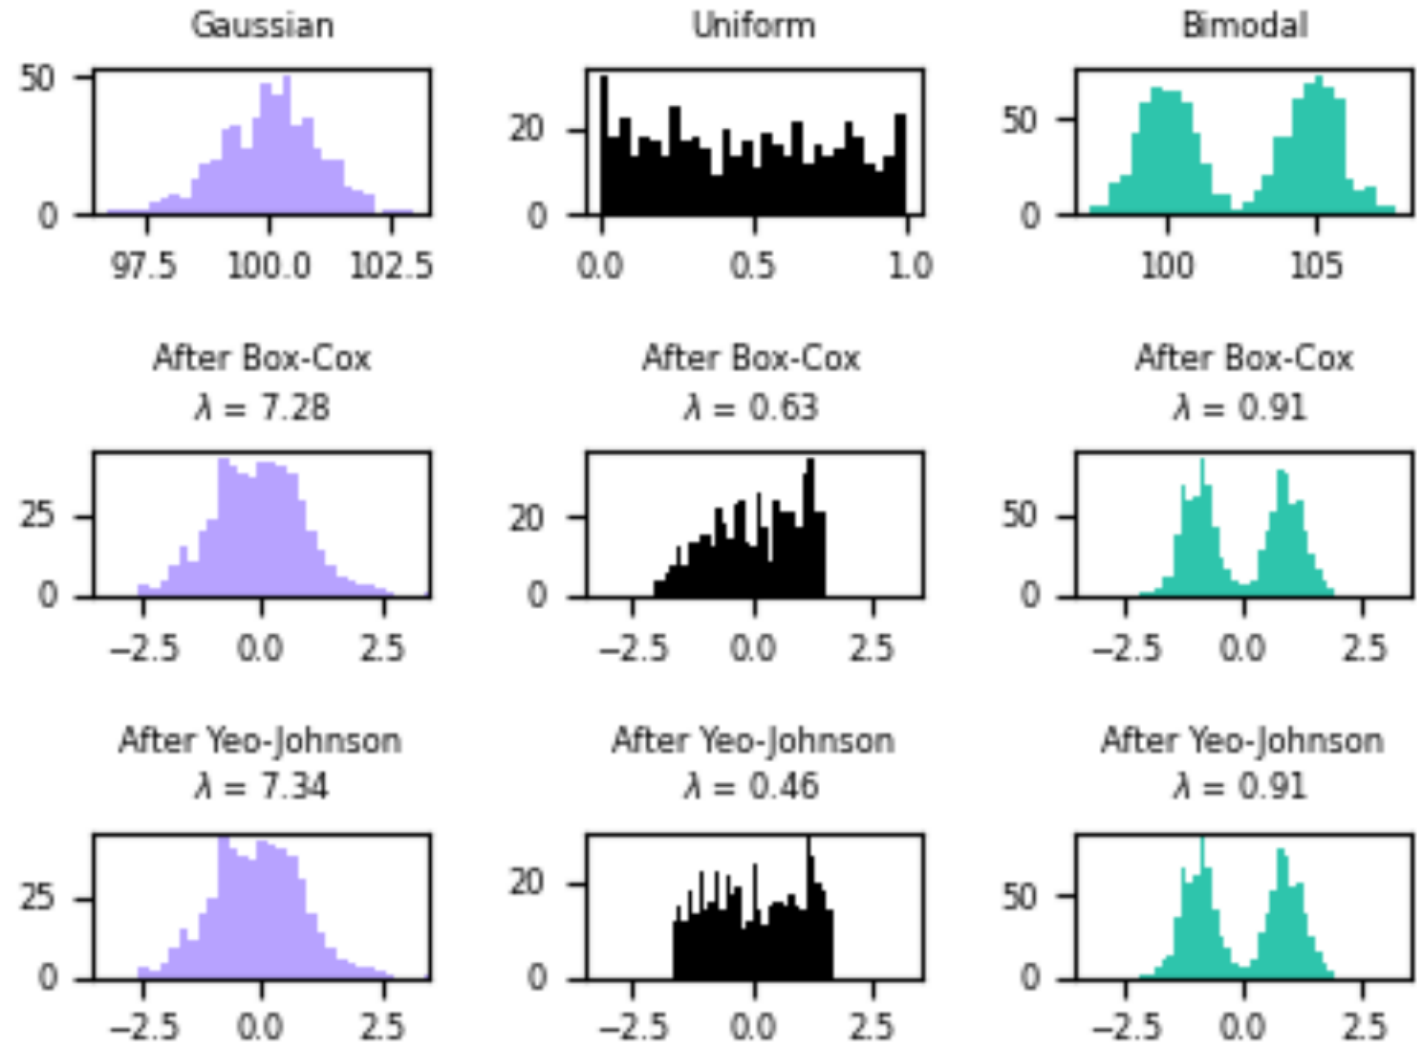 Gaussian
Uniform
Bimodal
50
0
97.5 100.0 102.5
20
0
0.0 0.5 1.0
50
0
100 105
After Box-Cox
λ = 7.28
After Box-Cox
λ = 0.63
After Box-Cox
λ = 0.91
25
0
−2.5 0.0 2.5
20
0
−2.5 0.0 2.5
50
0
−2.5 0.0 2.5
After Yeo-Johnson
λ = 7.34
After Yeo-Johnson
λ = 0.46
After Yeo-Johnson
λ = 0.91
25
0
−2.5 0.0 2.5
20
0
−2.5 0.0 2.5
50
0
−2.5 0.0 2.5